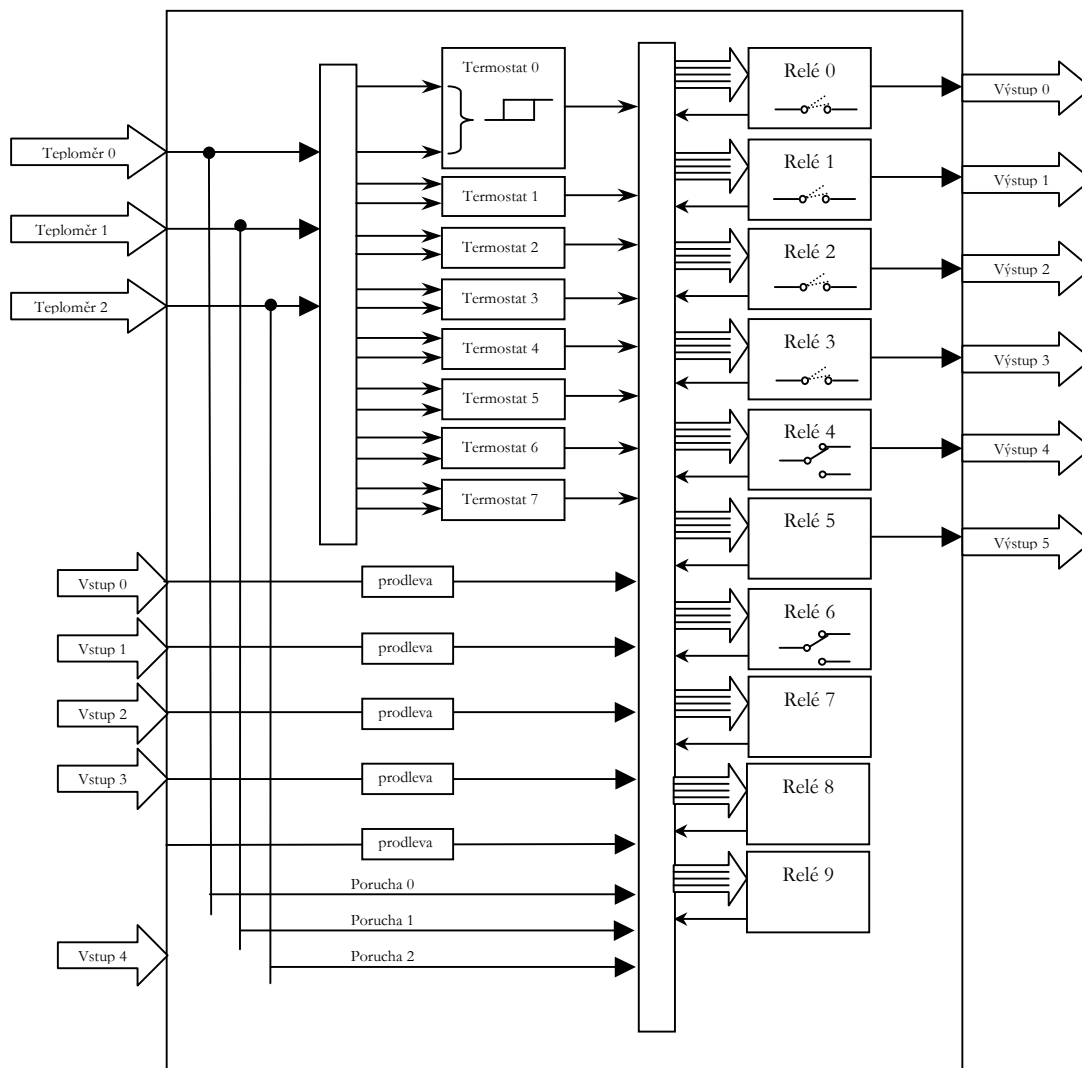 Teploměr 0
Teploměr 1
Teploměr 2
Vstup 0
Vstup 1
Vstup 2
Vstup 3
Vstup 4
Termostat 0
Termostat 1
Termostat 2
Termostat 3
Termostat 4
Termostat 5
Termostat 6
Termostat 7
prodleva
prodleva
prodleva
prodleva
prodleva
Porucha 0
Porucha 1
Porucha 2
Relé 0
Relé 1
Relé 2
Relé 3
Relé 4
Relé 5
Relé 6
Relé 7
Relé 8
Relé 9
Výstup 0
Výstup 1
Výstup 2
Výstup 3
Výstup 4
Výstup 5